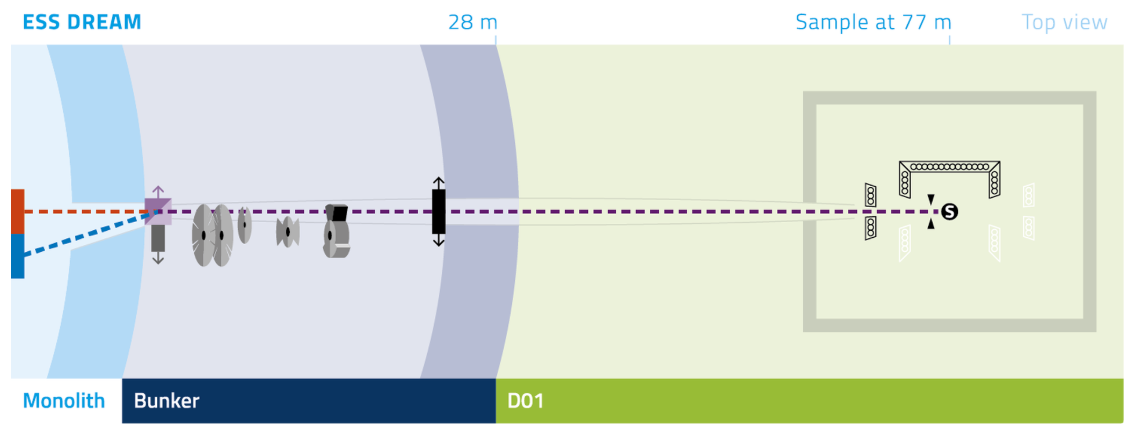 ESS DREAM
28 m
Sample at 77 m
Top view
S
Monolith
Bunker
D01